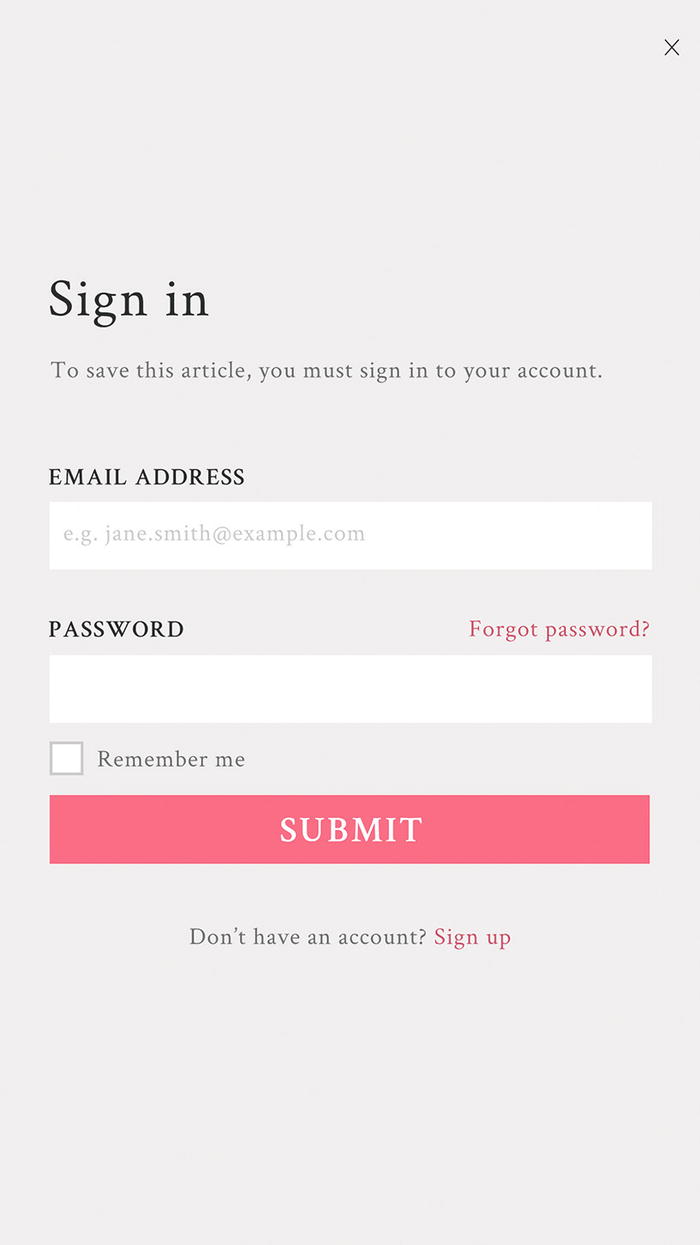 Sign in
To save this article, you must sign in to your account.
EMAIL ADDRESS
e.g. jane.smith@example.com
PASSWORD Forgot password?
Remember me
SUBMIT
Don’t have an account? Sign up